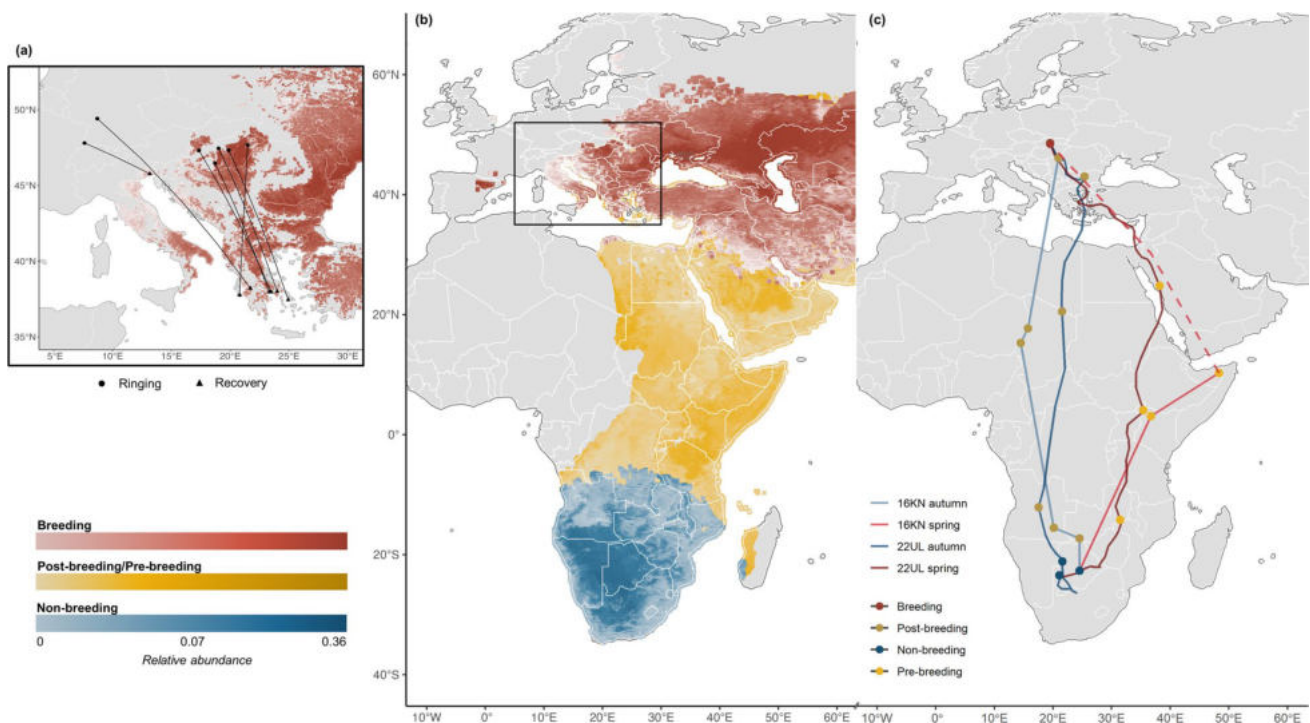 (a)
50°N
45°N
40°N
35°N
5°E 10°E 15°E 20°E 25°E 30°E
Ringing Recovery
Breeding
Post-breeding/Pre-breeding
Non-breeding
0 0.07 0.36
Relative abundance
(b)
60°N
40°N
20°N
0°
20°S
40°S
10°W 0° 10°E 20°E 30°E 40°E 50°E 60°E
(c)
16KN autumn
16KN spring
22UL autumn
22UL spring
Breeding
Post-breeding
Non-breeding
Pre-breeding
10°W 0° 10°E 20°E 30°E 40°E 50°E 60°E